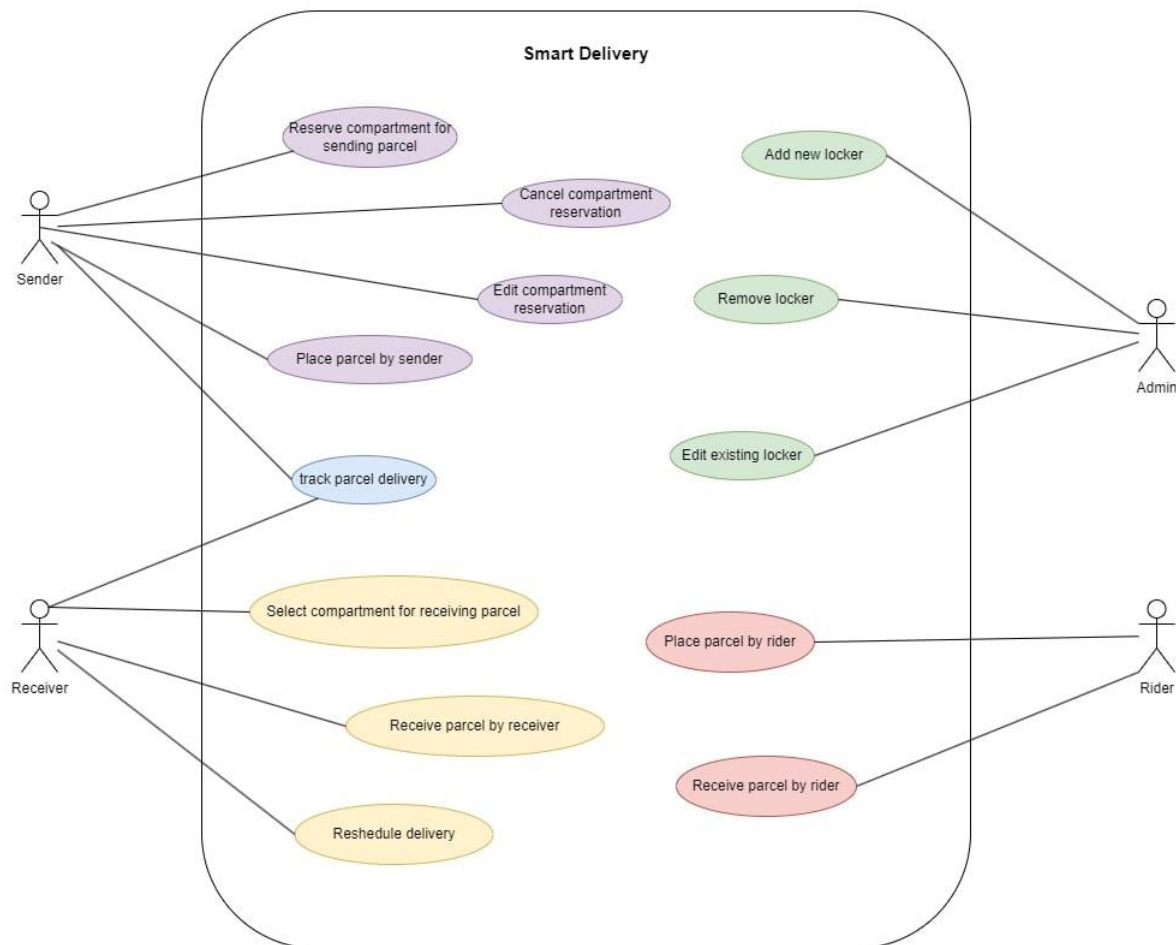 Smart Delivery
Reserve compartment for
sending parcel
Add new locker
Cancel compartment
reservation
Sender
Edit compartment
reservation
Remove locker
Place parcel by sender
Admin
Edit existing locker
track parcel delivery
Select compartment for receiving parcel
Place parcel by rider
Receiver
Rider
Receive parcel by receiver
Receive parcel by rider
Reshedule delivery